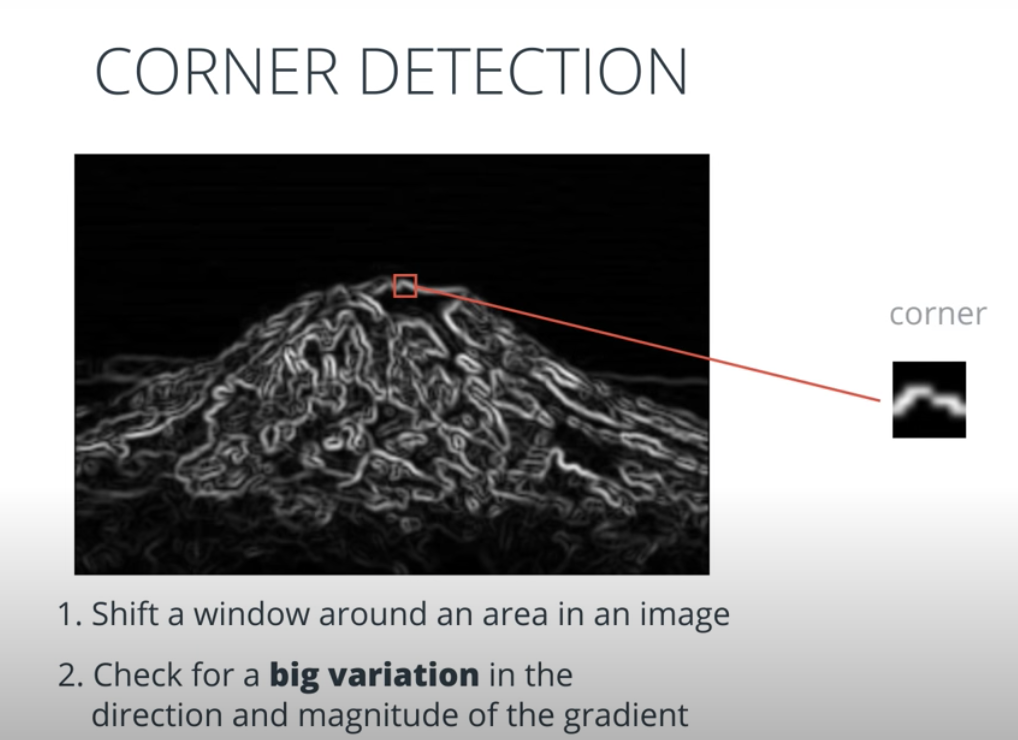 CORNER DETECTION
corner
1. Shift a window around an area in an image
2. Check for a big variation in the
direction and magnitude of the gradient